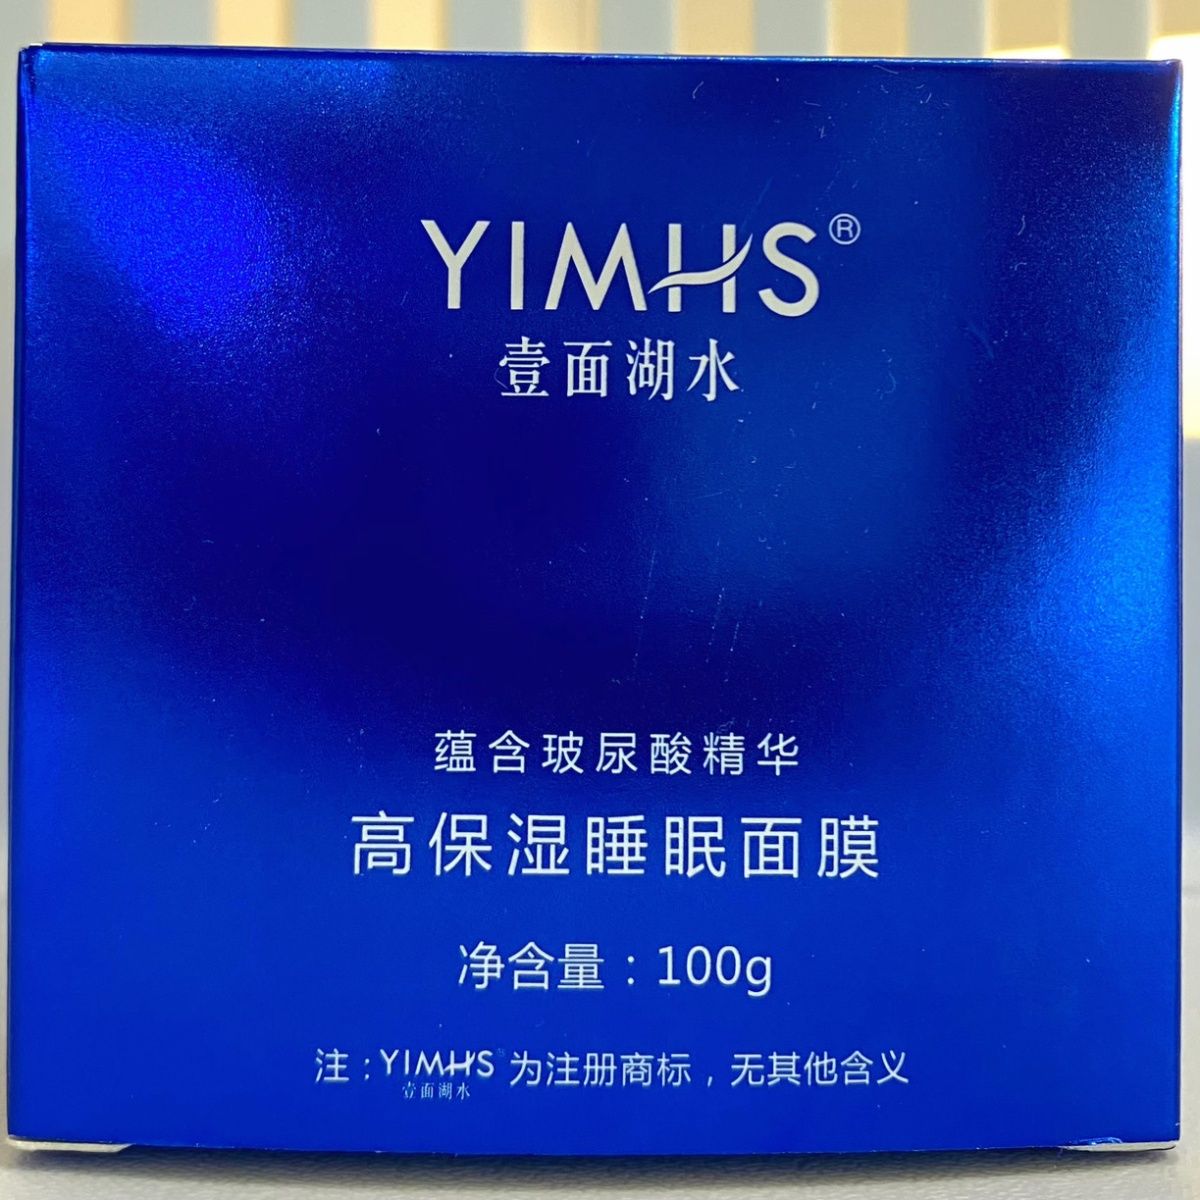 YIMHS®
壹面湖水
蕴含玻尿酸精华
高保湿睡眠面膜
净含量：100g
注：YIMHS® 为注册商标，无其他含义
壹面湖水